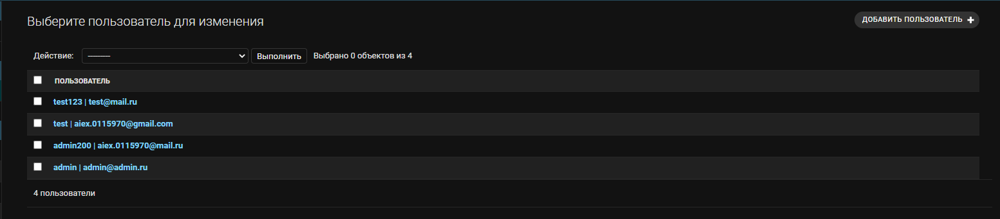 Выберите пользователь для изменения
ДОБАВИТЬ ПОЛЬЗОВАТЕЛЬ +
Действие: --------- Выполнить Выбрано 0 объектов из 4
ПОЛЬЗОВАТЕЛЬ
test123 | test@mail.ru
test | aiex.0115970@gmail.com
admin200 | aiex.0115970@mail.ru
admin | admin@admin.ru
4 пользователи